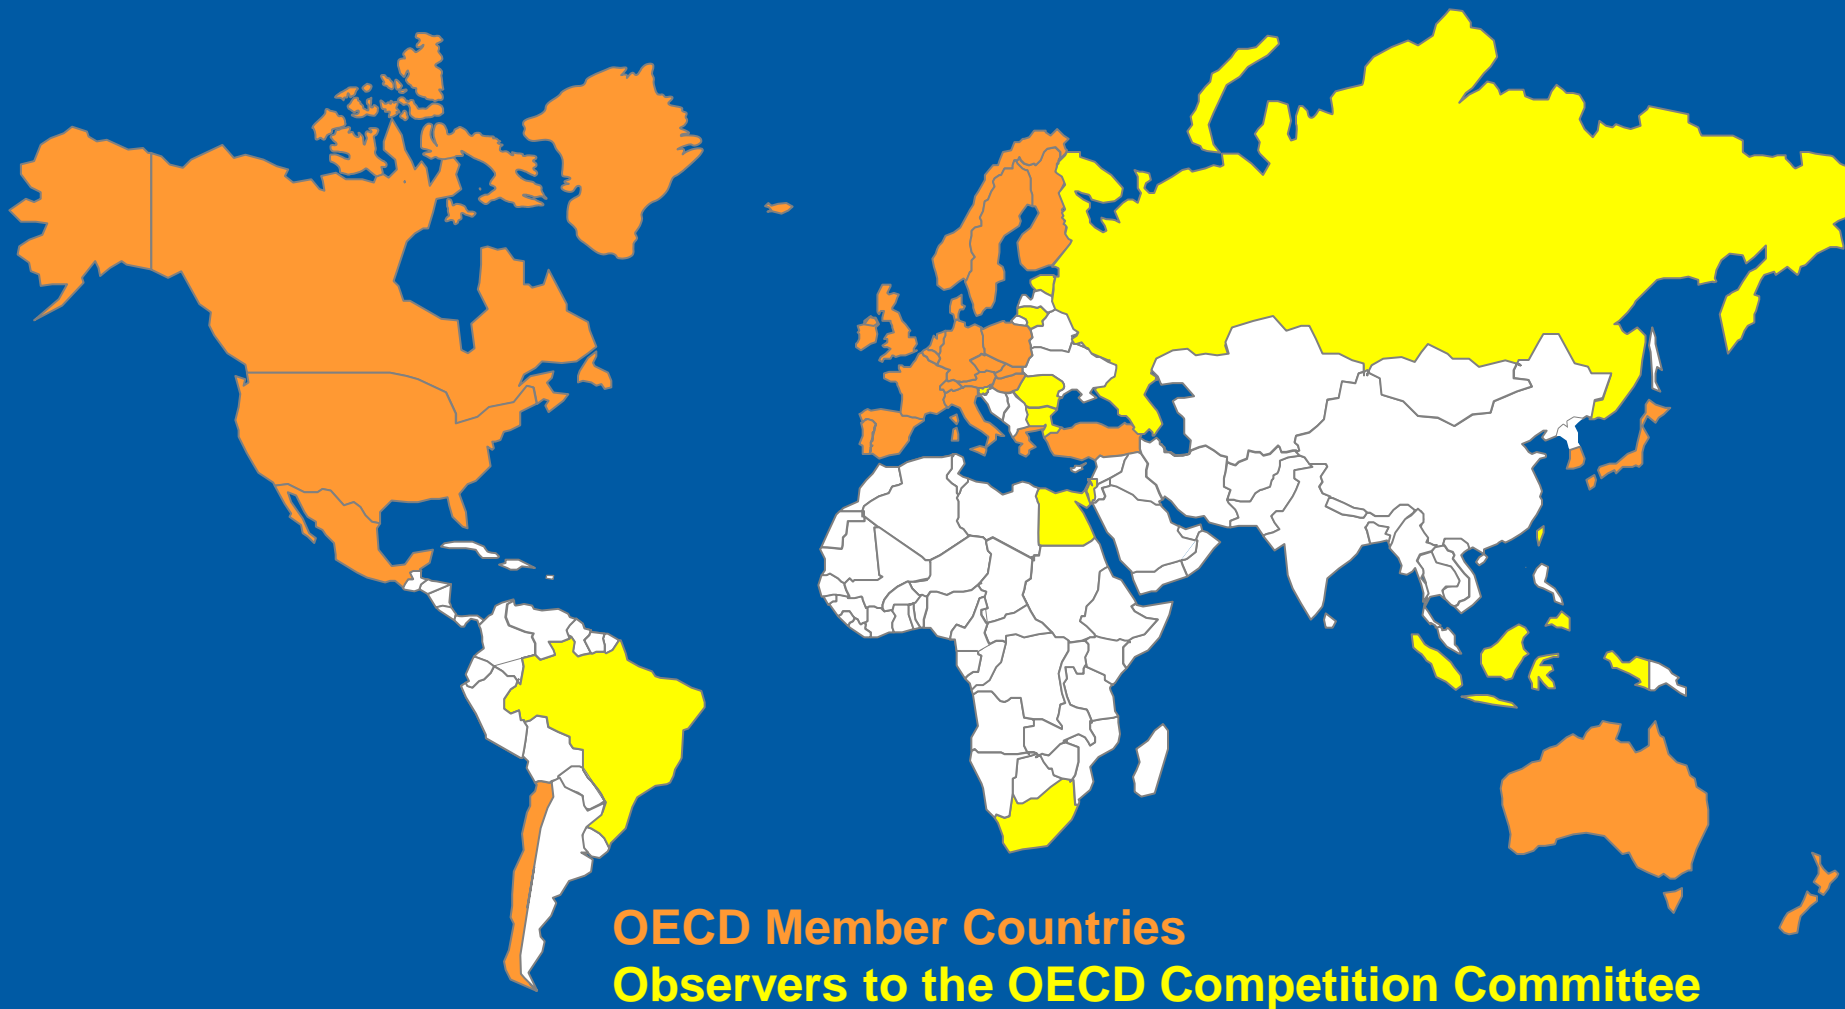 OECD Member Countries
Observers to the OECD Competition Committee